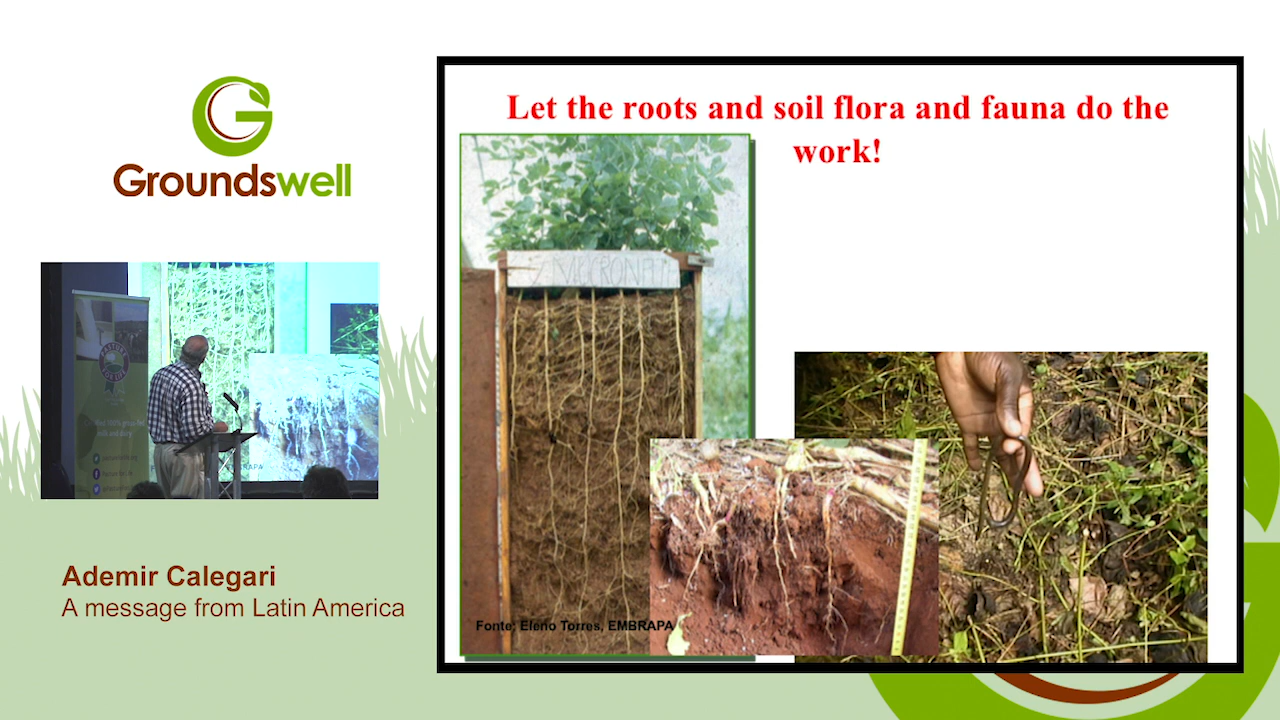 Groundswell
Let the roots and soil flora and fauna do the
work!
Fonte: Eleno Torres, EMBRAPA
Ademir Calegari
A message from Latin America